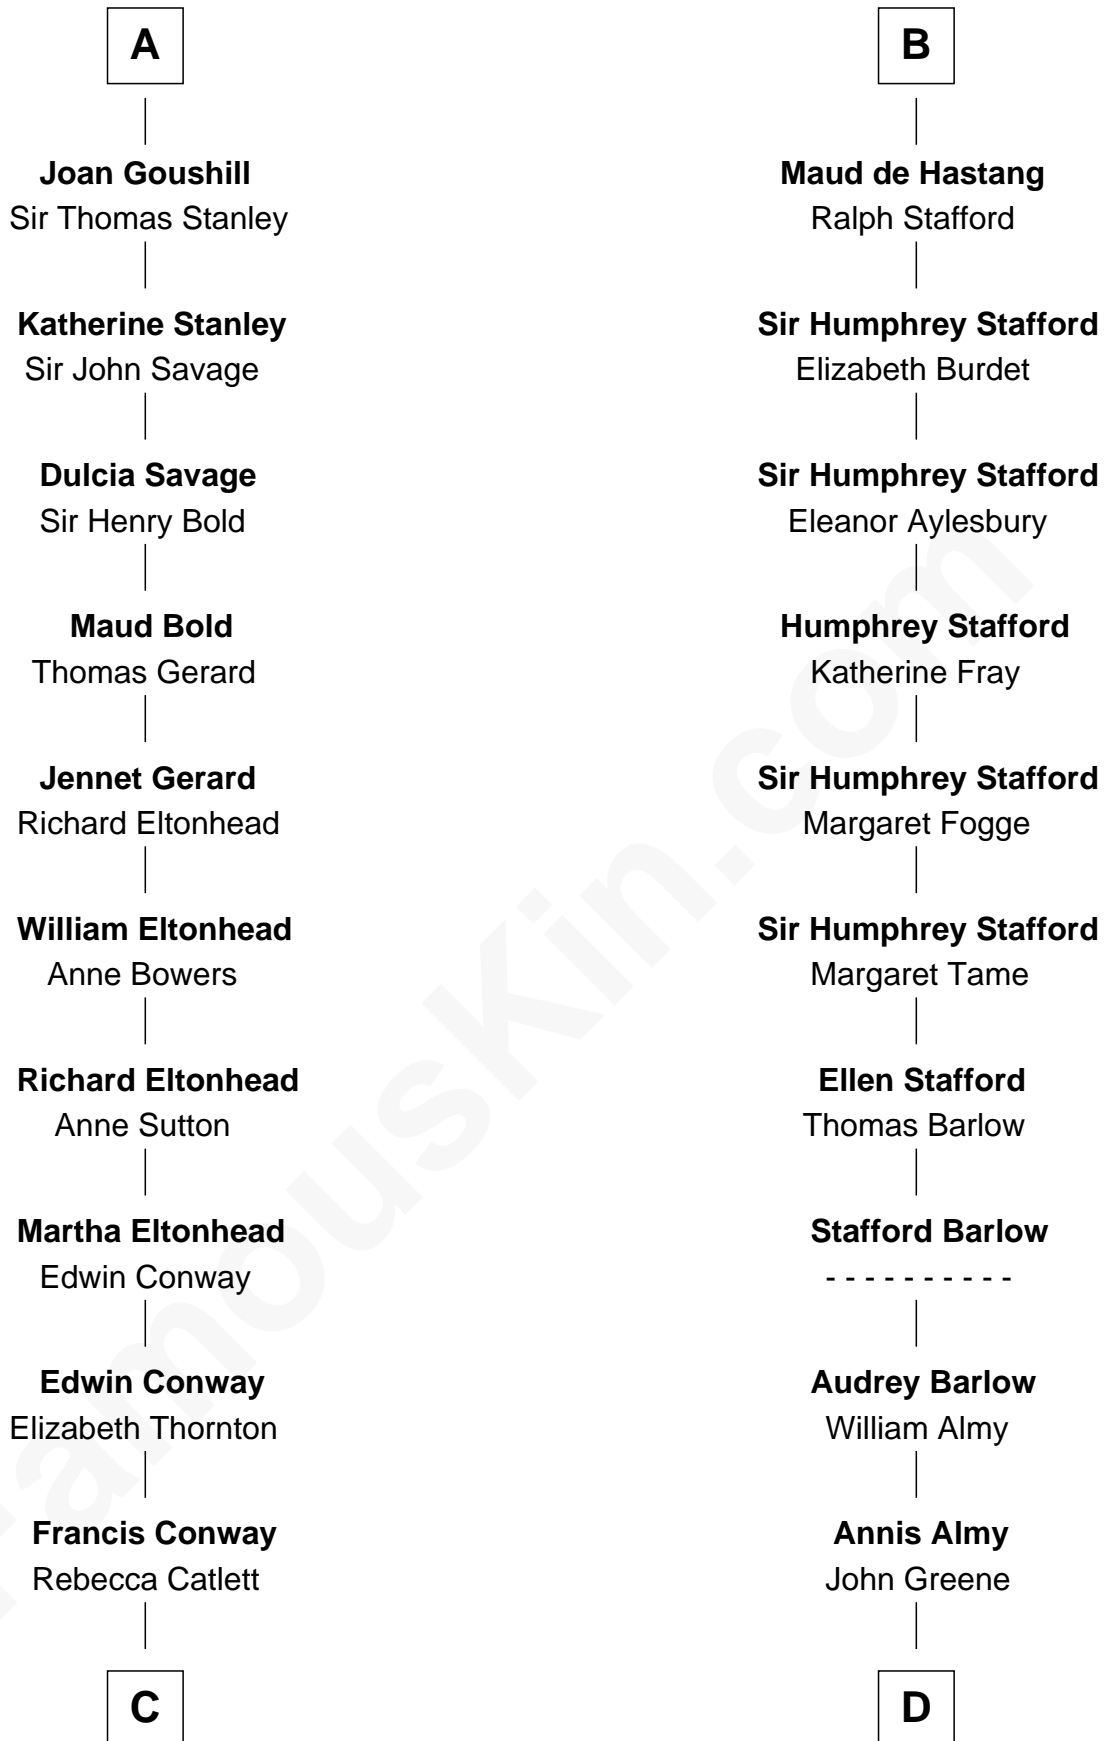 A
Joan Goushill
Sir Thomas Stanley
Katherine Stanley
Sir John Savage
Dulcia Savage
Sir Henry Bold
Maud Bold
Thomas Gerard
Jennet Gerard
Richard Eltonhead
William Eltonhead
Anne Bowers
Richard Eltonhead
Anne Sutton
Martha Eltonhead
Edwin Conway
Edwin Conway
Elizabeth Thornton
Francis Conway
Rebecca Catlett
C
B
Maud de Hastang
Ralph Stafford
Sir Humphrey Stafford
Elizabeth Burdet
Sir Humphrey Stafford
Eleanor Aylesbury
Humphrey Stafford
Katherine Fray
Sir Humphrey Stafford
Margaret Fogge
Sir Humphrey Stafford
Margaret Tame
Ellen Stafford
Thomas Barlow
Stafford Barlow
- - - - - - - - - -
Audrey Barlow
William Almy
Annis Almy
John Greene
D
FamousKin.com